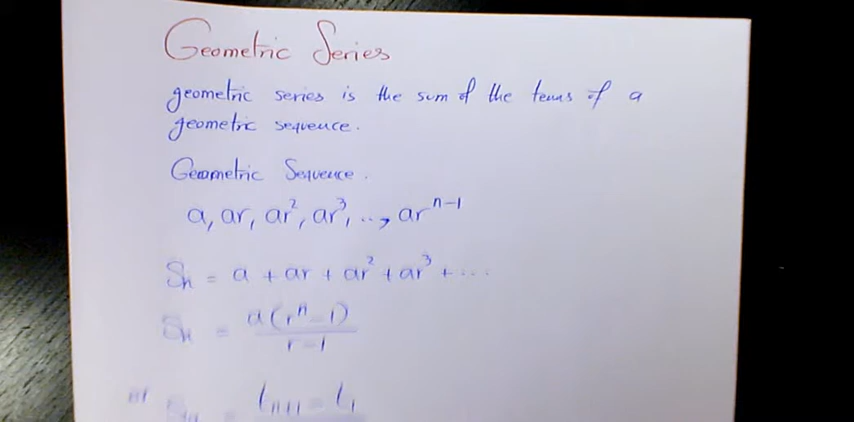 Geometric Series
geometric series is the sum of the terms of a
geometric sequence.
Geometric Sequence.
a, ar, ar², ar³, .., arⁿ⁻¹
Sₙ = a + ar + ar² + ar³ + ...
Sₙ = a(rⁿ-1)
r-1
or Sₙ = tₙ₊₁ - t₁